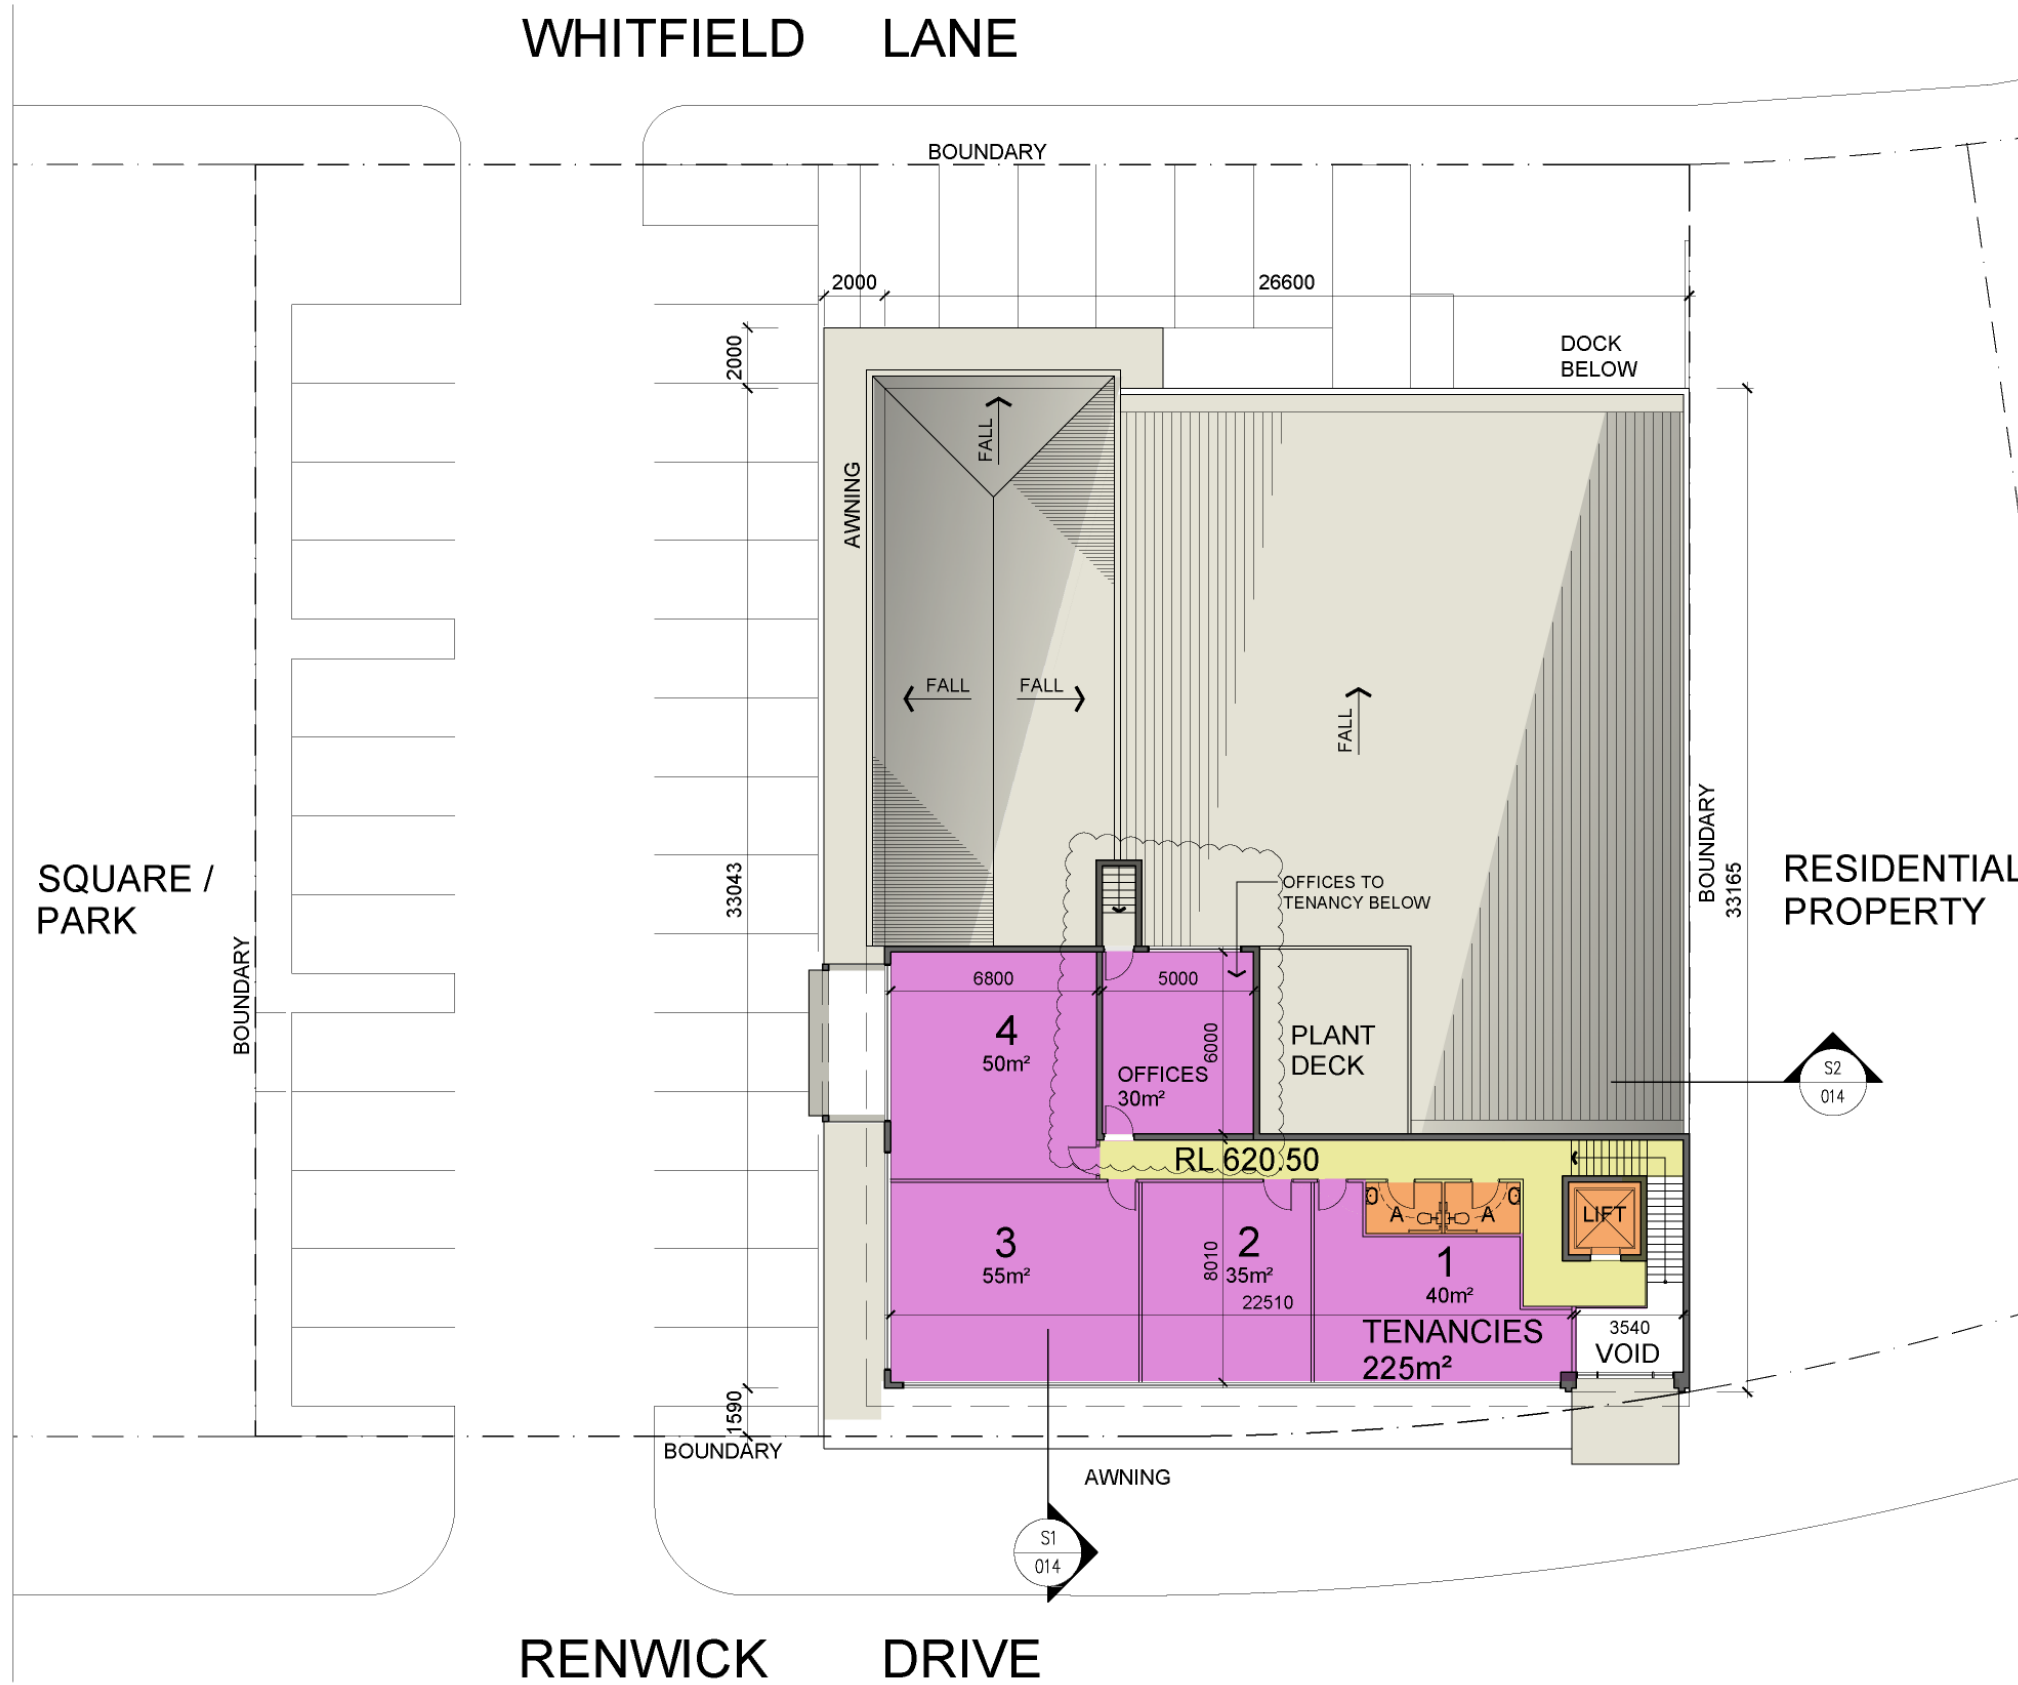 WHITFIELD LANE
BOUNDARY
2000
26600
2000
DOCK
BELOW
FALL
AWNING
FALL
FALL
FALL
SQUARE /
PARK
BOUNDARY
33043
OFFICES TO
TENANCY BELOW
BOUNDARY
33165
RESIDENTIAL
PROPERTY
6800
5000
4
50m²
6000
OFFICES
30m²
PLANT
DECK
S2
014
RL 620.50
A
A
LIFT
3
55m²
8010
2
35m²
1
40m²
22510
TENANCIES
225m²
3540
VOID
1590
BOUNDARY
AWNING
S1
014
RENWICK DRIVE